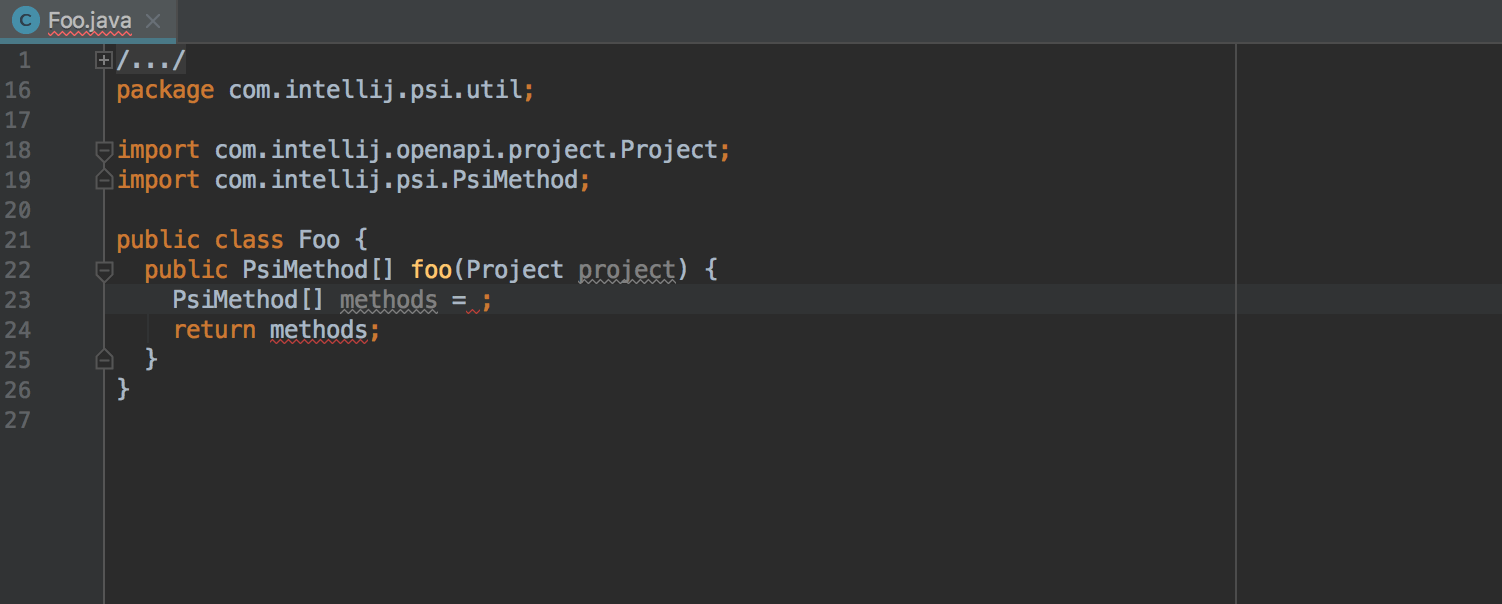 C Foo.java
1 /.../
16 package com.intellij.psi.util;
17
18 import com.intellij.openapi.project.Project;
19 import com.intellij.psi.PsiMethod;
20
21 public class Foo {
22 public PsiMethod[] foo(Project project) {
23 PsiMethod[] methods = ;
24 return methods;
25 }
26 }
27